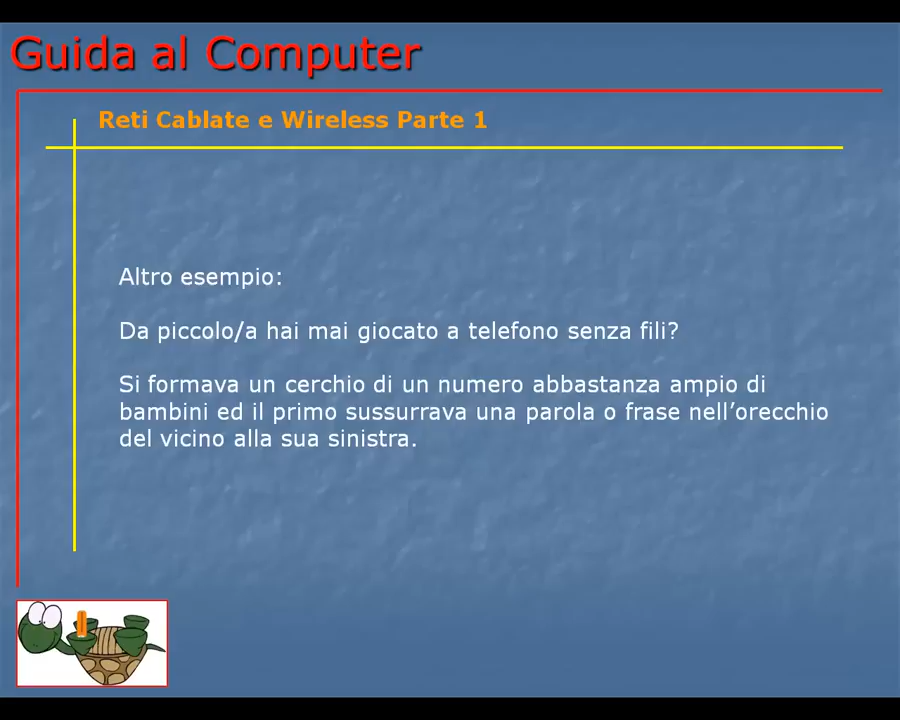 Guida al Computer
Reti Cablate e Wireless Parte 1
Altro esempio:
Da piccolo/a hai mai giocato a telefono senza fili?
Si formava un cerchio di un numero abbastanza ampio di
bambini ed il primo sussurrava una parola o frase nell’orecchio
del vicino alla sua sinistra.